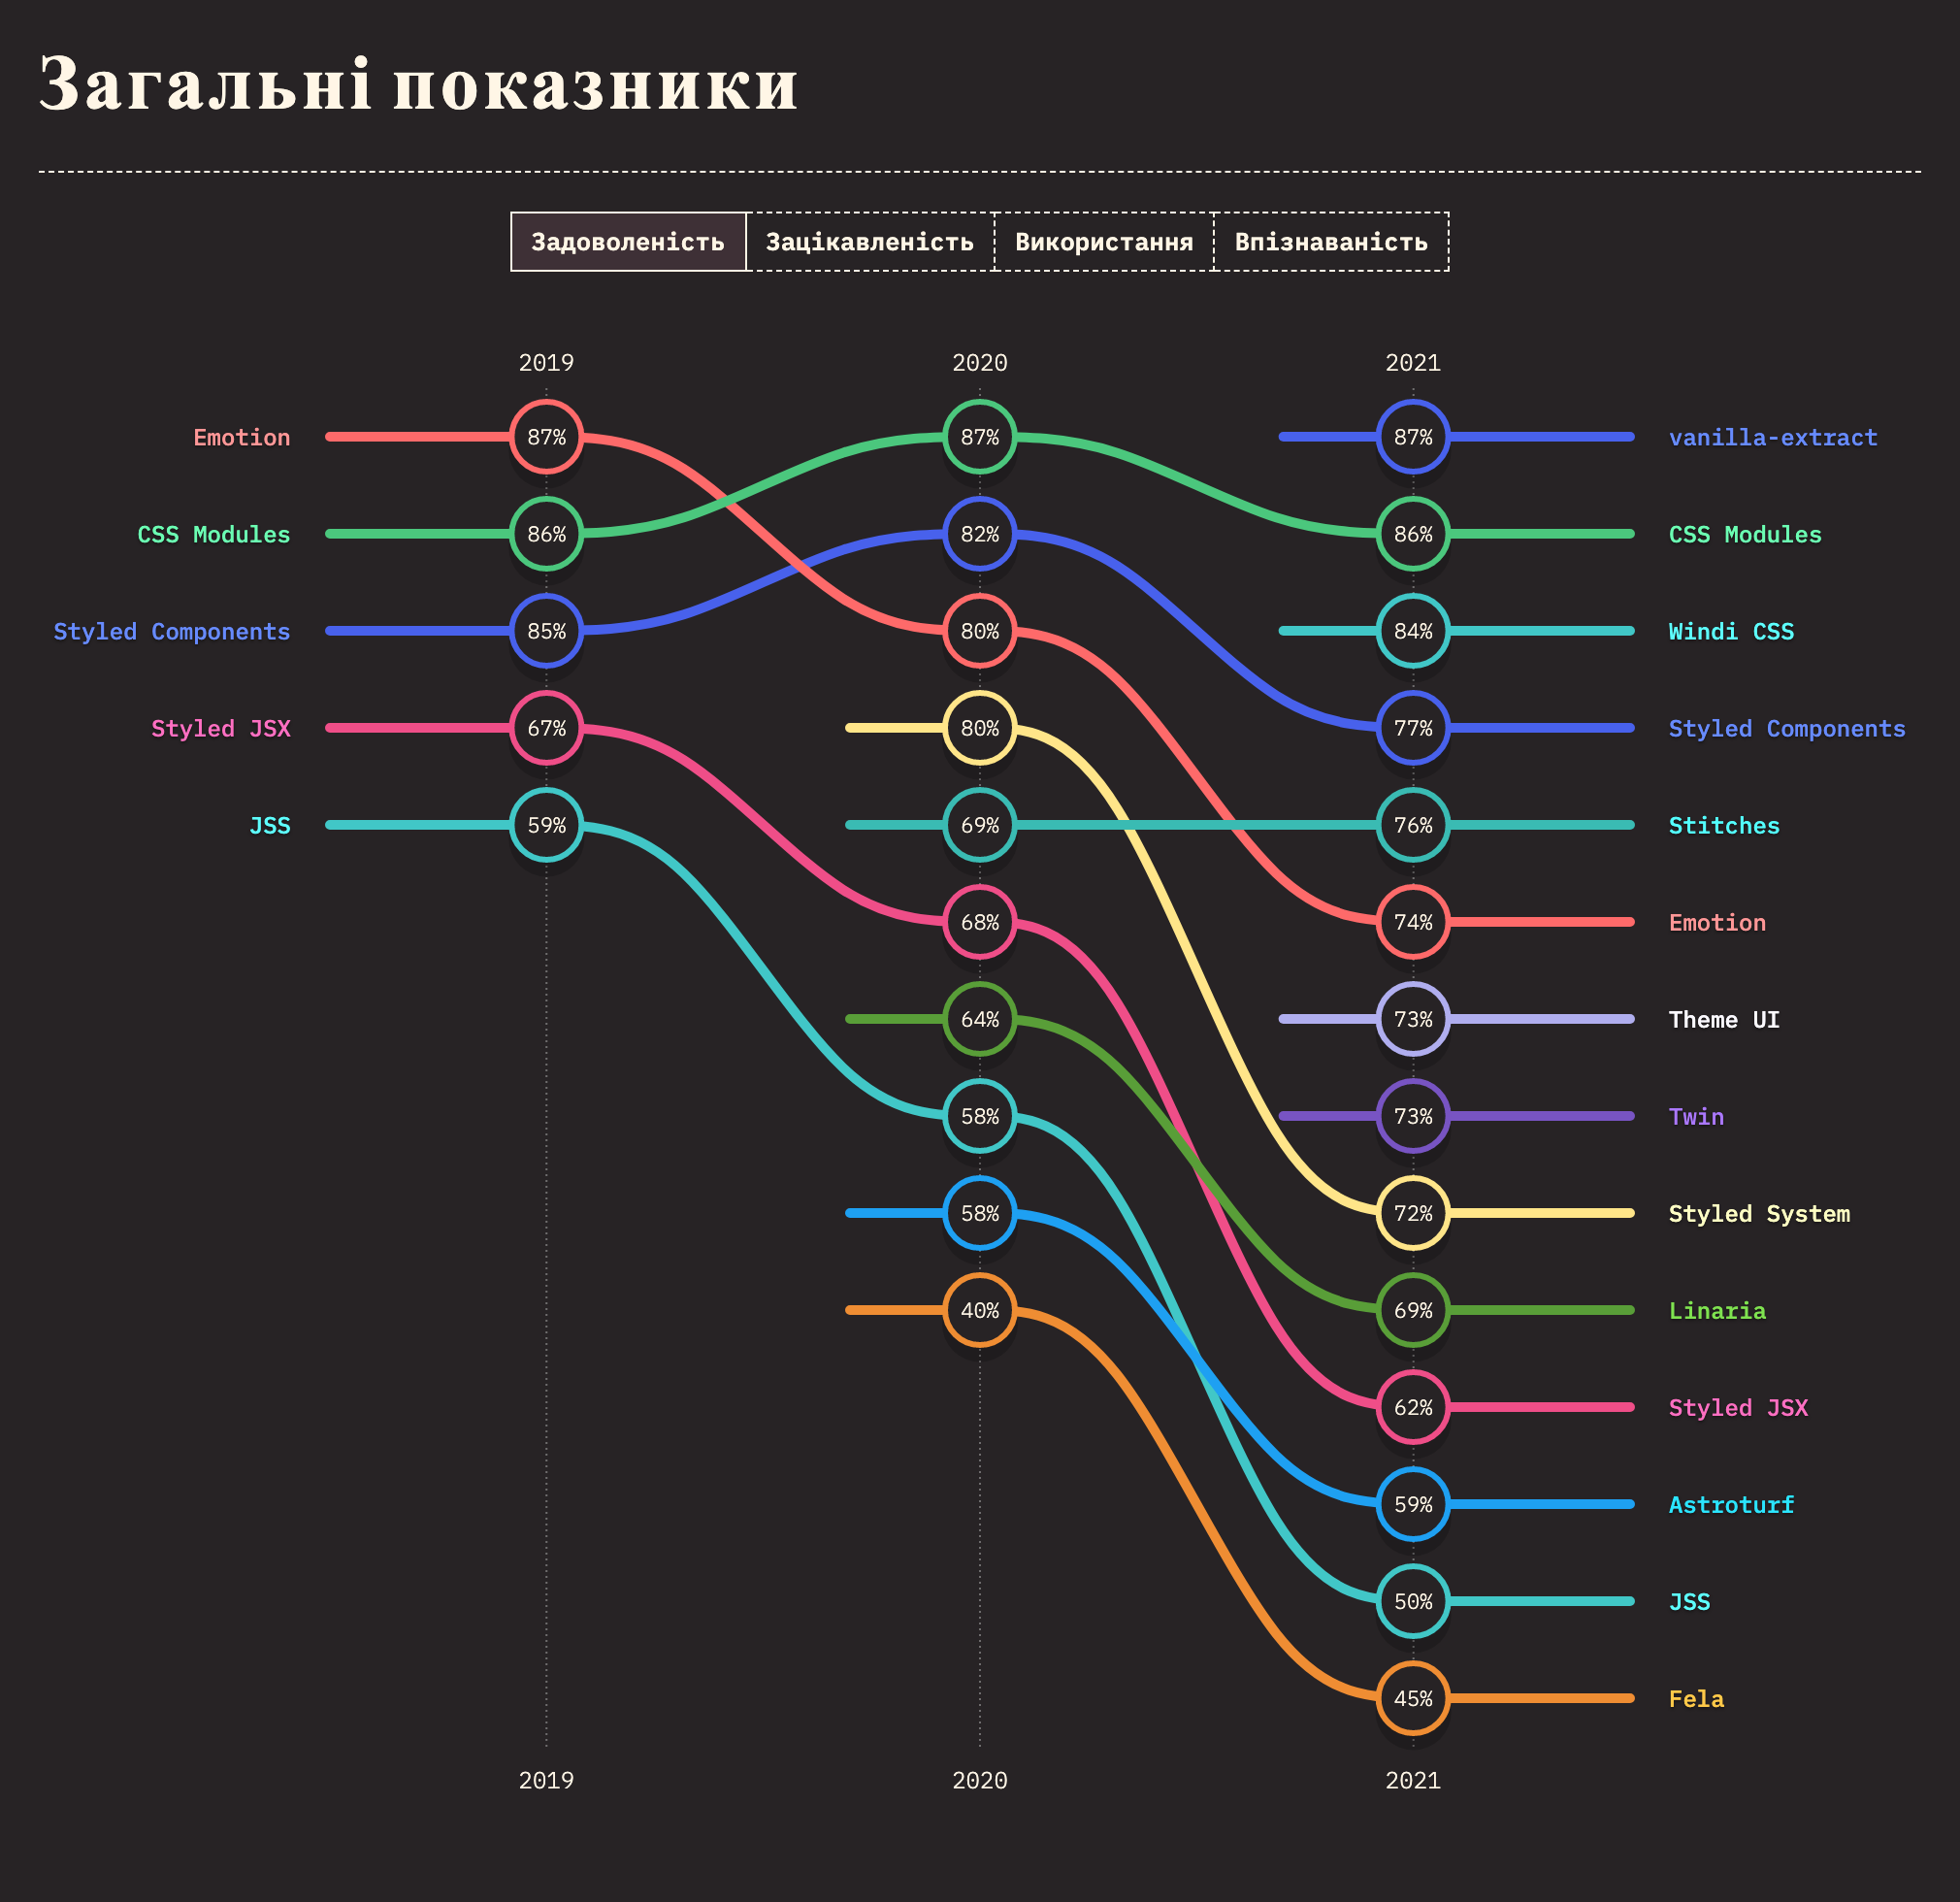 Загальні показники
Задоволеність Зацікавленість Використання Впізнаваність
2019 2020 2021
Emotion 87% 87% 87% vanilla-extract
CSS Modules 86% 82% 86% CSS Modules
Styled Components 85% 80% 84% Windi CSS
Styled JSX 67% 80% 77% Styled Components
JSS 59% 69% 76% Stitches
68% 74% Emotion
64% 73% Theme UI
58% 73% Twin
58% 72% Styled System
40% 69% Linaria
62% Styled JSX
59% Astroturf
50% JSS
45% Fela
2019 2020 2021